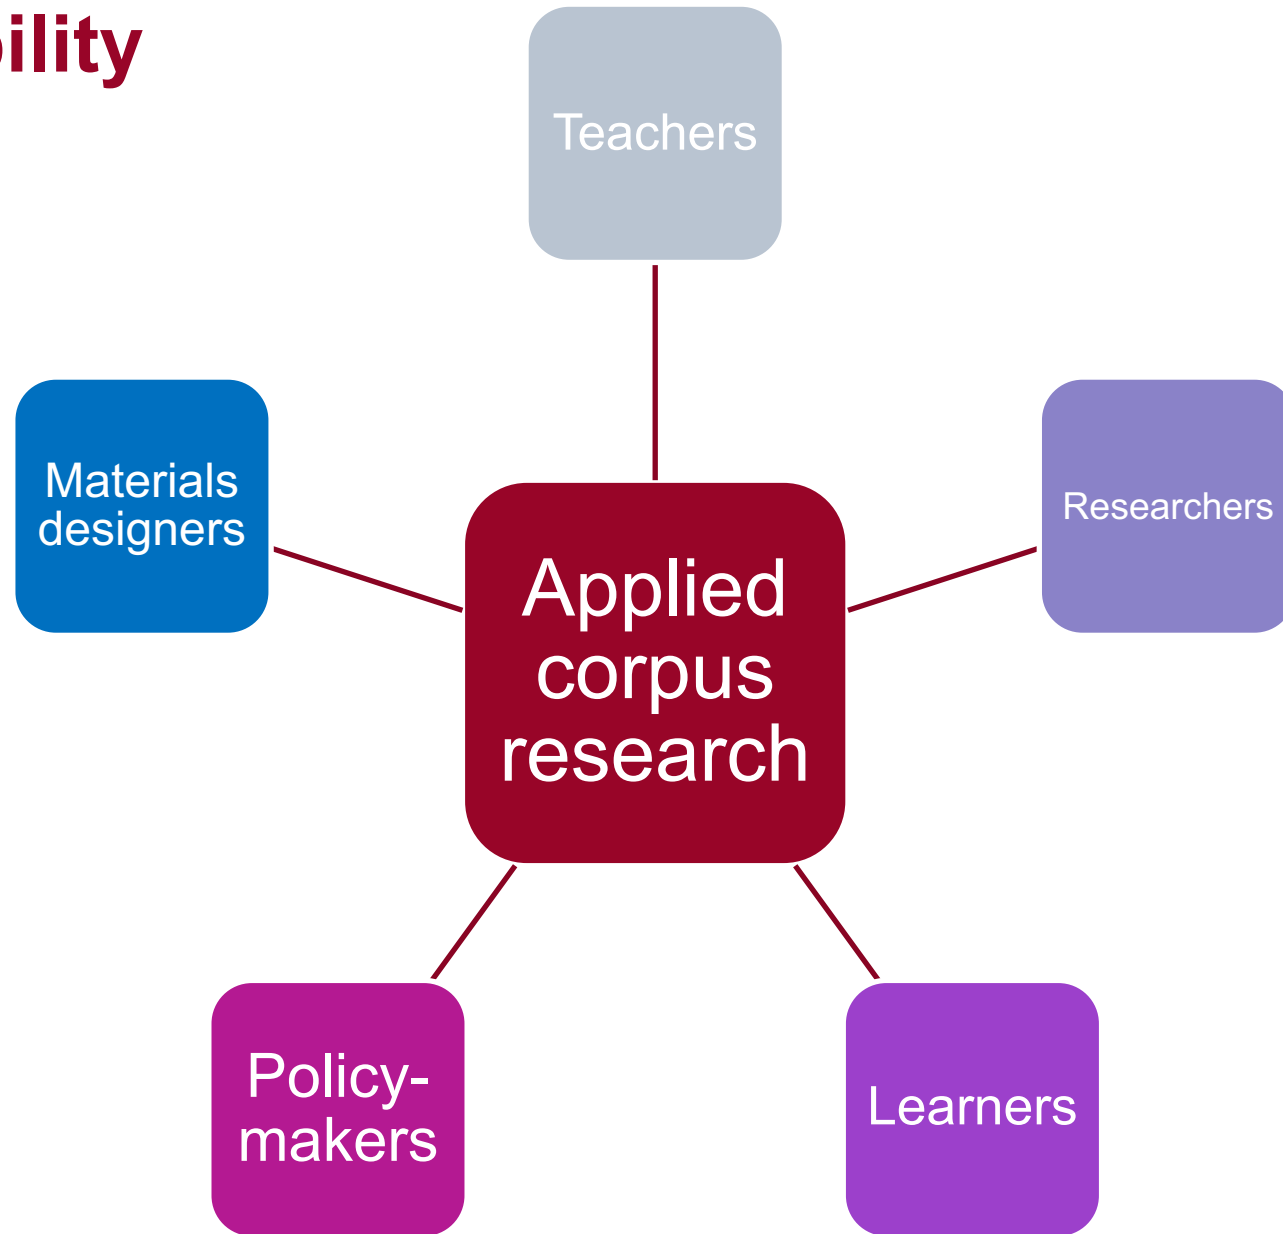 ility
Teachers
Materials
designers
Researchers
Applied
corpus
research
Policy-
makers
Learners